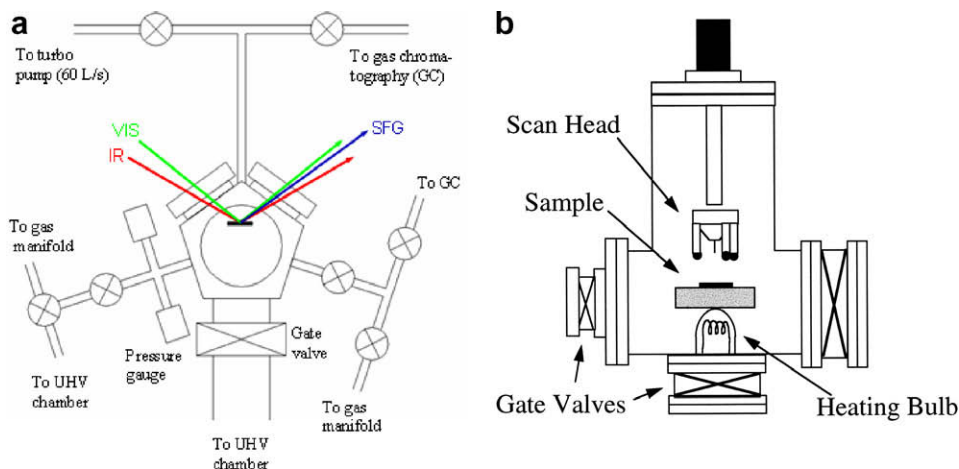 a
To turbo
pump (60 L/s)
To gas chroma-
tography (GC)
VIS
IR
SFG
To GC
To gas
manifold
Pressure
gauge
Gate
valve
To UHV
chamber
To gas
manifold
To UHV
chamber
b
Scan Head
Sample
Gate Valves
Heating Bulb